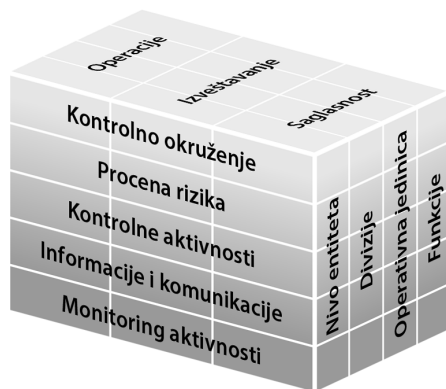 Operacije
Izveštavanje
Saglasnost
Kontrolno okruženje
Procena rizika
Kontrolne aktivnosti
Informacije i komunikacije
Monitoring aktivnosti
Nivo entiteta
Divizije
Operativna jedinica
Funkcije